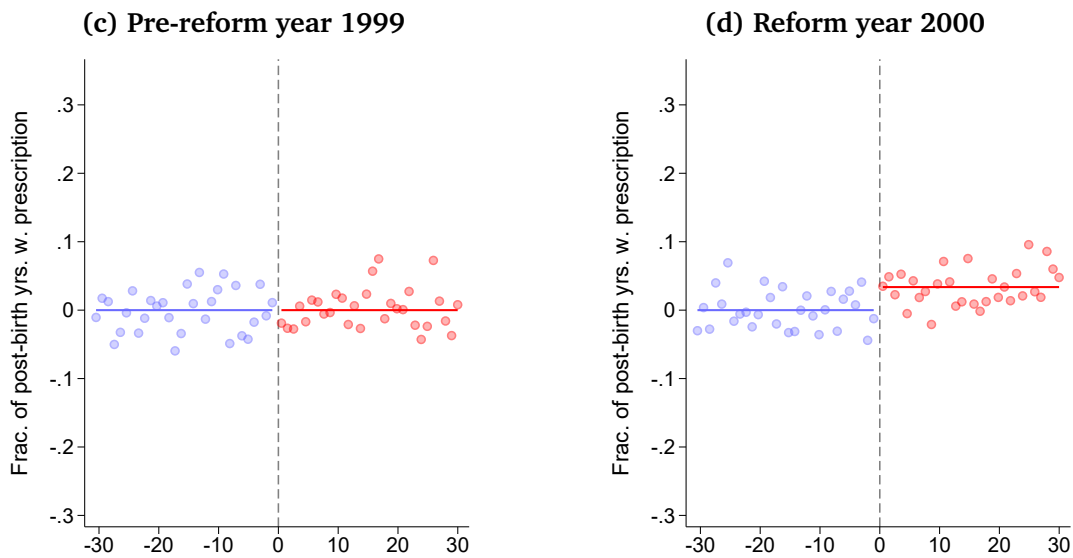 (c) Pre-reform year 1999
Frac. of post-birth yrs. w. prescription
.3
.2
.1
0
-.1
-.2
-.3
-30 -20 -10 0 10 20 30
(d) Reform year 2000
Frac. of post-birth yrs. w. prescription
.3
.2
.1
0
-.1
-.2
-.3
-30 -20 -10 0 10 20 30